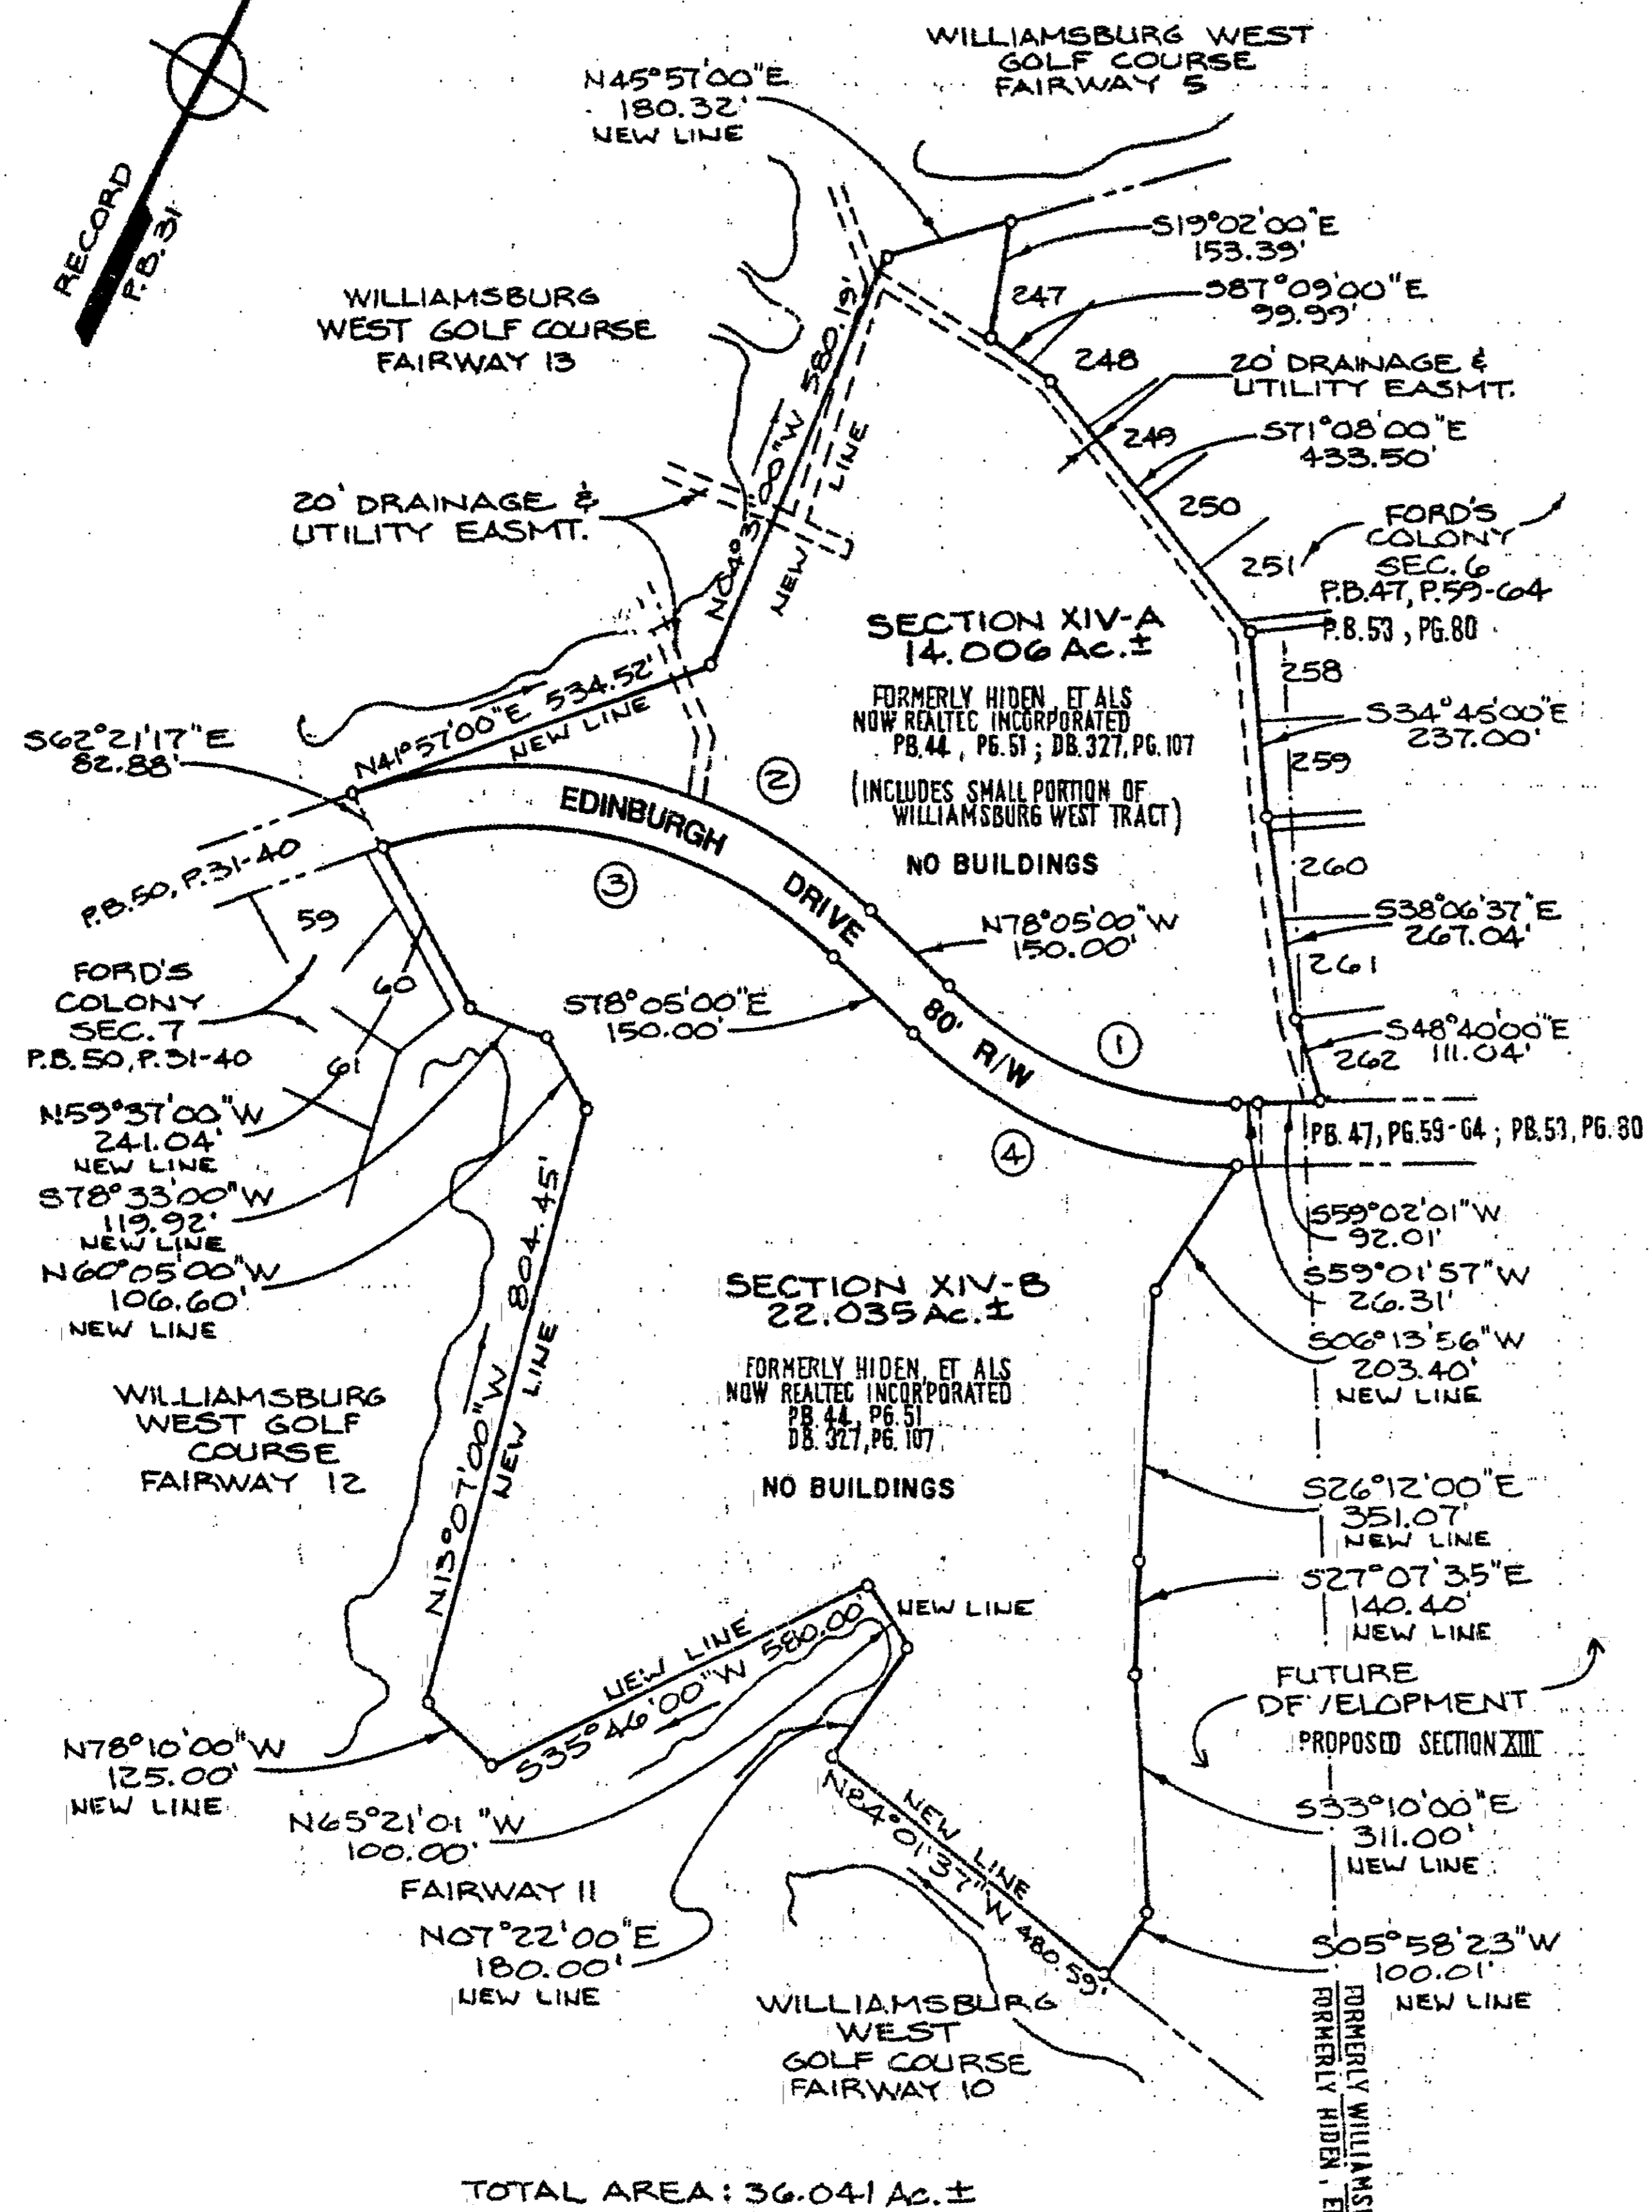 RECORD
P.B. 31
WILLIAMSBURG WEST
GOLF COURSE
FAIRWAY 5
N45°57'00"E
180.32'
NEW LINE
S19°02'00"E
153.39'
247
S87°09'00"E
99.99'
248
20' DRAINAGE &
UTILITY EASMT.
249
S71°08'00"E
433.50'
250
251
FORD'S
COLONY
SEC. 6
P.B.47, P.59-64
P.B.53, PG.80
WILLIAMSBURG
WEST GOLF COURSE
FAIRWAY 13
N04°31'00"W 580.19'
NEW LINE
20' DRAINAGE &
UTILITY EASMT.
SECTION XIV-A
14.006 AC.±
FORMERLY HIDEN, ET ALS
NOW REALTEC INCORPORATED
PB.44, PG.51; DB.327, PG.107
(INCLUDES SMALL PORTION OF
WILLIAMSBURG WEST TRACT)
NO BUILDINGS
258
S34°45'00"E
237.00'
259
260
S38°06'37"E
267.04'
261
S48°40'00"E
111.04'
262
N41°57'00"E 534.52'
NEW LINE
S62°21'17"E
82.88'
P.B.50, P.31-40
EDINBURGH DRIVE
80' R/W
2
3
1
4
N78°05'00"W
150.00'
S78°05'00"E
150.00'
59
60
61
FORD'S
COLONY
SEC. 7
P.B.50, P.31-40
N59°37'00"W
241.04'
NEW LINE
S78°33'00"W
119.92'
NEW LINE
N60°05'00"W
106.60'
NEW LINE
PB. 47, PG.59-64; PB.53, PG.80
S59°02'01"W
92.01'
S59°01'57"W
26.31'
S06°13'56"W
203.40'
NEW LINE
SECTION XIV-B
22.035 AC.±
FORMERLY HIDEN, ET ALS
NOW REALTEC INCORPORATED
PB.44, PG.51
DB. 327, PG. 107
NO BUILDINGS
WILLIAMSBURG
WEST GOLF
COURSE
FAIRWAY 12
N13°07'00"W 804.45'
NEW LINE
S26°12'00"E
351.07'
NEW LINE
S27°07'35"E
140.40'
NEW LINE
NEW LINE
S35°46'00"W 580.00'
NEW LINE
FUTURE
DEVELOPMENT
PROPOSED SECTION XIII
N78°10'00"W
125.00'
NEW LINE
N65°21'01"W
100.00'
FAIRWAY 11
N07°22'00"E
180.00'
NEW LINE
NEW LINE
N84°01'37"W 480.59'
S33°10'00"E
311.00'
NEW LINE
S05°58'23"W
100.01'
NEW LINE
WILLIAMSBURG
WEST
GOLF COURSE
FAIRWAY 10
FORMERLY
FORMERLY HIDEN,
TOTAL AREA: 36.041 AC.±